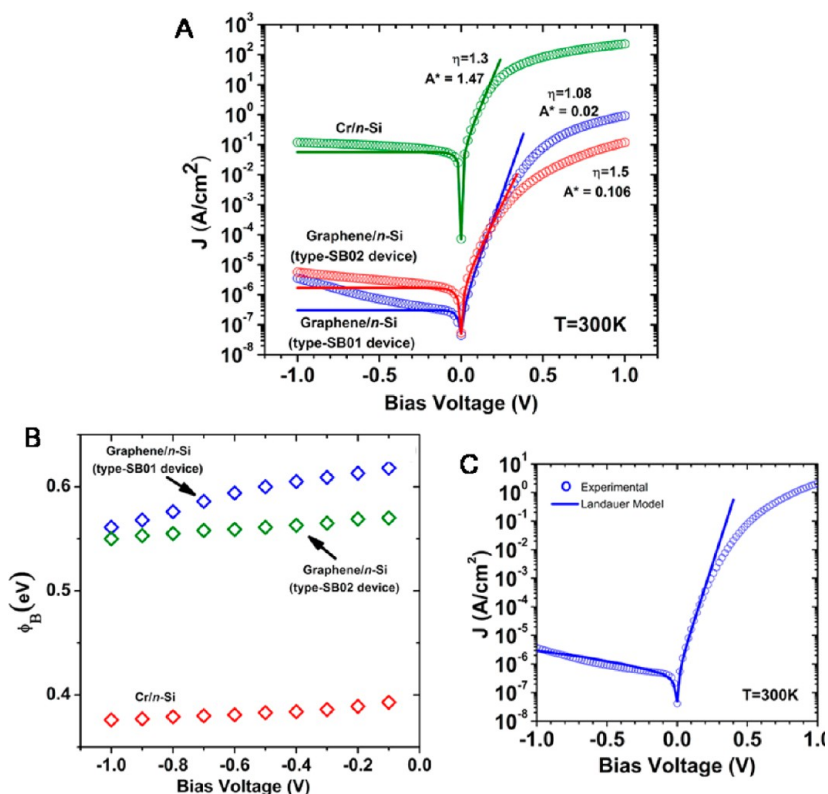 A
10³
10²
10¹
10⁰
10⁻¹
10⁻²
10⁻³
10⁻⁴
10⁻⁵
10⁻⁶
10⁻⁷
10⁻⁸
J (A/cm²)
η=1.3
A* = 1.47
η=1.08
A* = 0.02
Cr/n-Si
η=1.5
A* = 0.106
Graphene/n-Si
(type-SB02 device)
Graphene/n-Si
(type-SB01 device)
T=300K
-1.0 -0.5 0.0 0.5 1.0
Bias Voltage (V)
B
Graphene/n-Si
(type-SB01 device)
0.6
0.5
0.4
ϕB(eV)
Graphene/n-Si
(type-SB02 device)
Cr/n-Si
-1.0 -0.8 -0.6 -0.4 -0.2 0.0
Bias Voltage (V)
C
10¹
10⁰
10⁻¹
10⁻²
10⁻³
10⁻⁴
10⁻⁵
10⁻⁶
10⁻⁷
10⁻⁸
J (A/cm²)
Experimental
Landauer Model
T=300K
-1.0 -0.5 0.0 0.5 1.0
Bias Voltage (V)